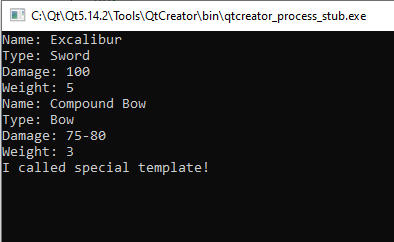 C:\Qt\Qt5.14.2\Tools\QtCreator\bin\qtcreator_process_stub.exe
Name: Excalibur
Type: Sword
Damage: 100
Weight: 5
Name: Compound Bow
Type: Bow
Damage: 75-80
Weight: 3
I called special template!